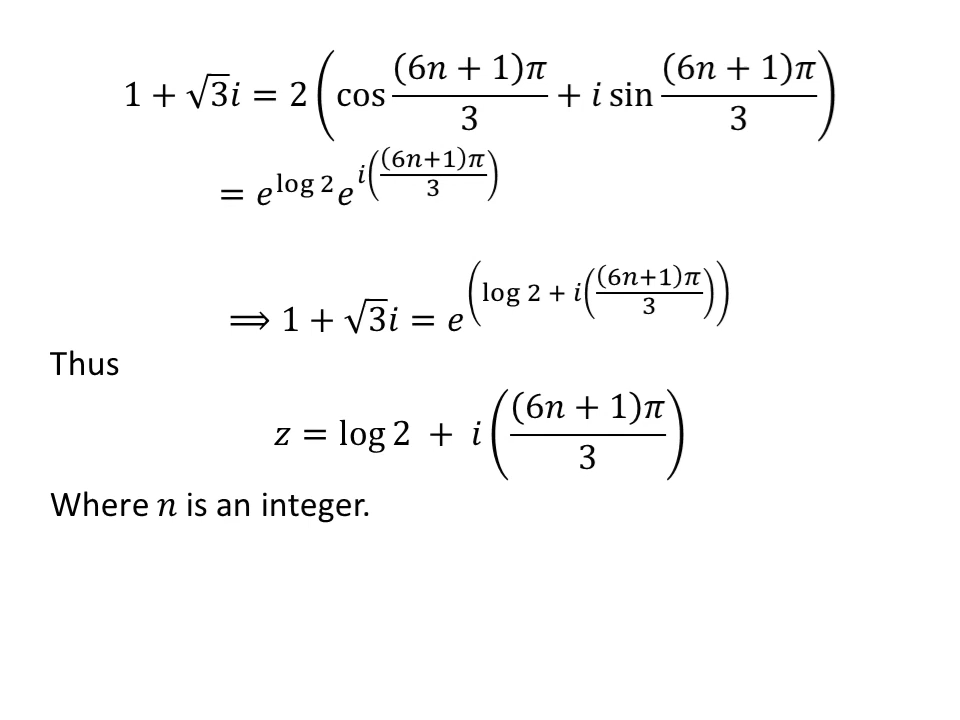 1 + √3𝑖 = 2 (cos (6𝑛 + 1)𝜋/3 + 𝑖 sin (6𝑛 + 1)𝜋/3)
= 𝑒^(log 2) 𝑒^(𝑖((6𝑛+1)𝜋/3))
⟹ 1 + √3𝑖 = 𝑒^(log 2 + 𝑖((6𝑛+1)𝜋/3))
Thus
𝑧 = log 2 + 𝑖 ((6𝑛 + 1)𝜋/3)
Where 𝑛 is an integer.